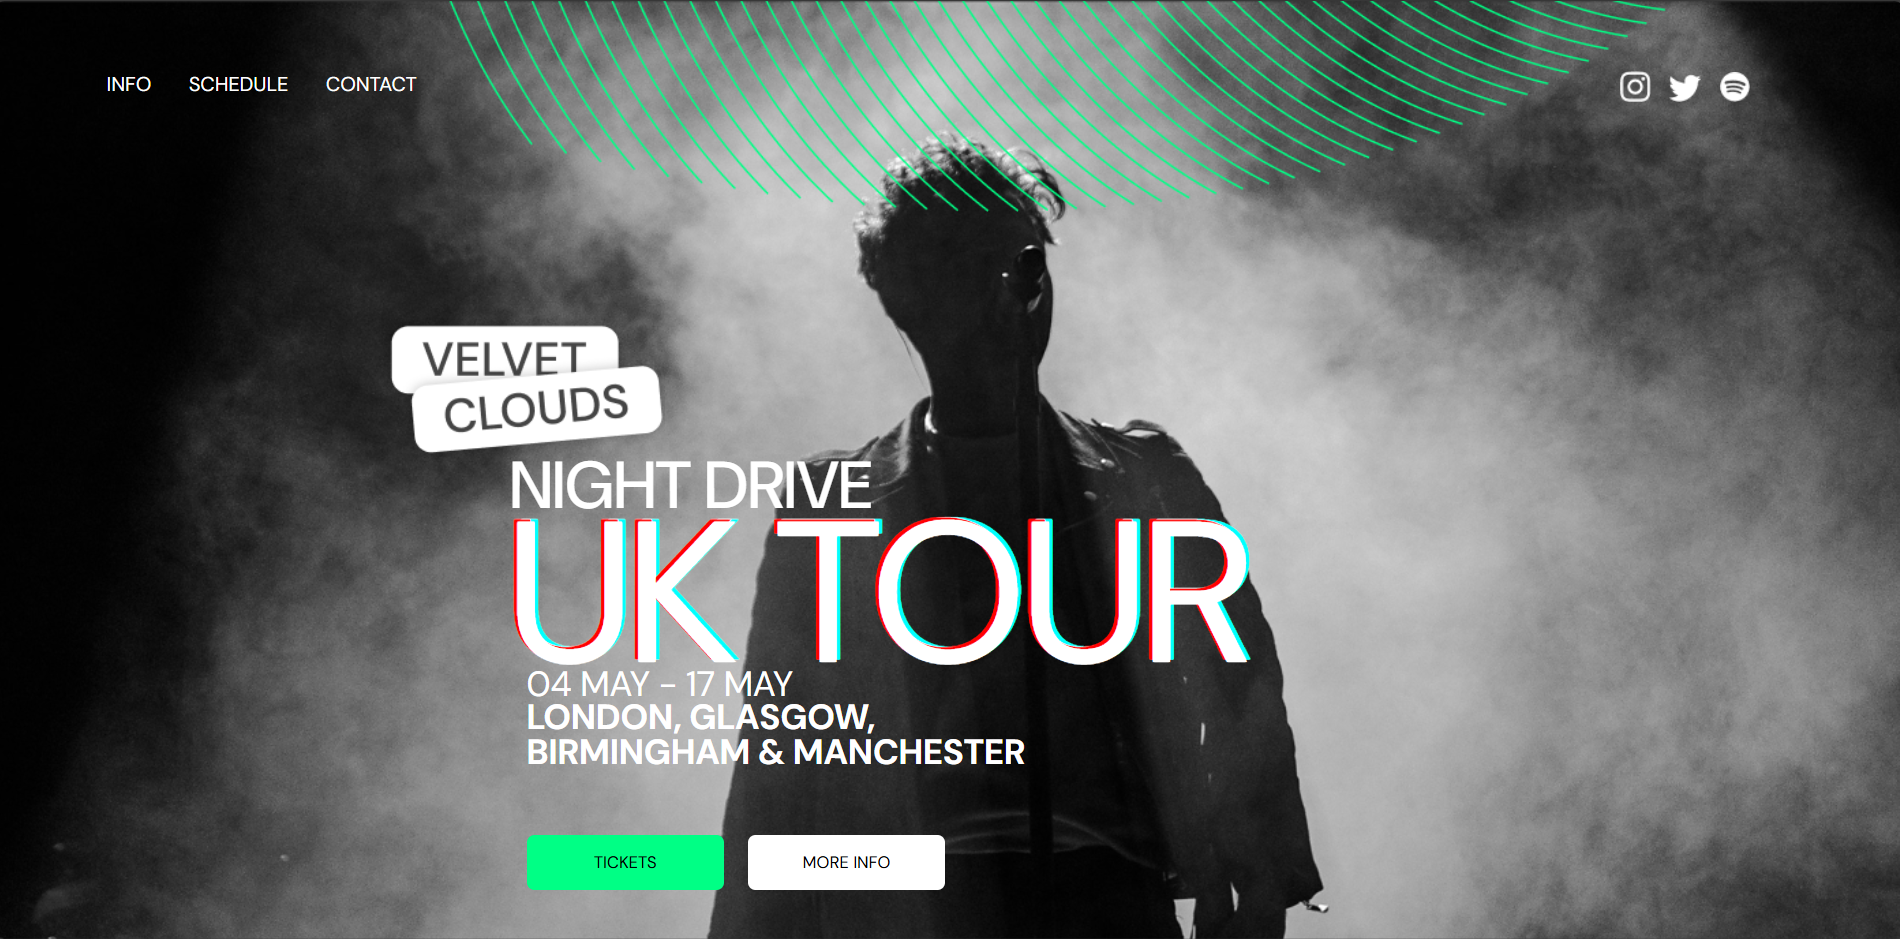 INFO SCHEDULE CONTACT
VELVET
CLOUDS
NIGHT DRIVE
UK TOUR
04 MAY – 17 MAY
LONDON, GLASGOW,
BIRMINGHAM & MANCHESTER
TICKETS MORE INFO